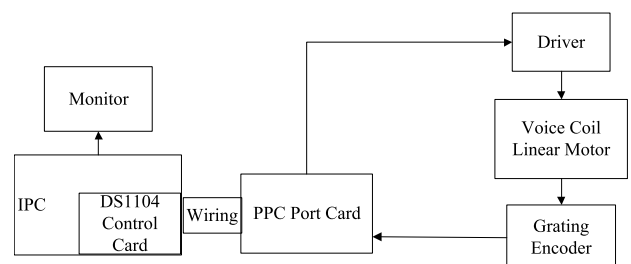 Driver
Monitor
Voice Coil
Linear Motor
IPC
DS1104
Control
Card
Wiring
PPC Port Card
Grating
Encoder